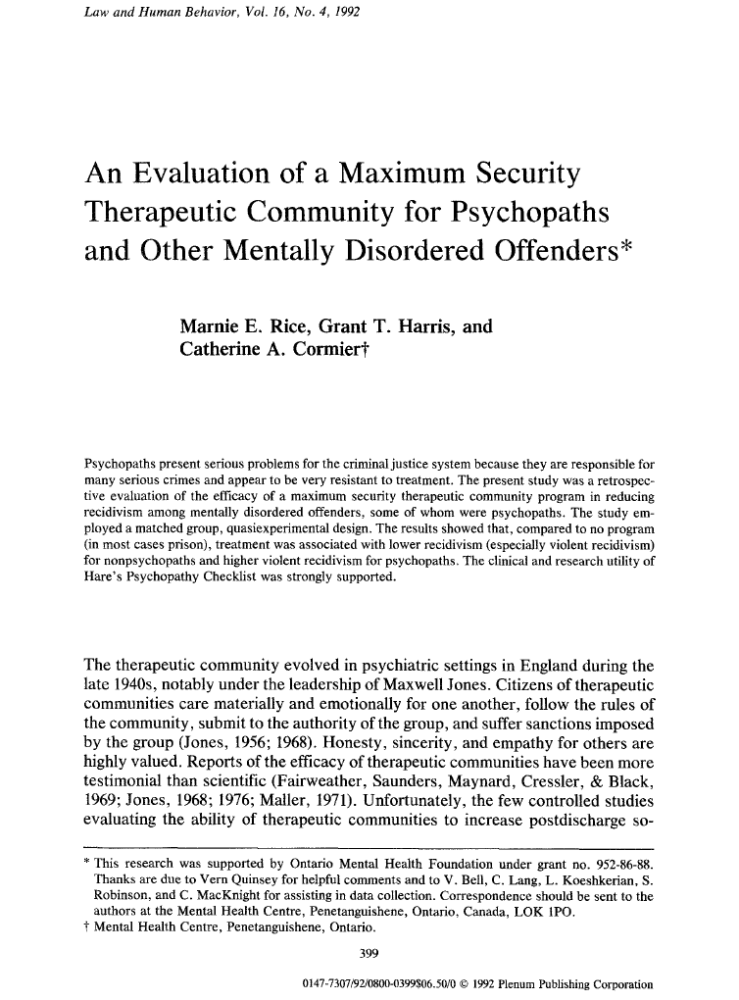 Law and Human Behavior, Vol. 16, No. 4, 1992
An Evaluation of a Maximum Security
Therapeutic Community for Psychopaths
and Other Mentally Disordered Offenders*
Marnie E. Rice, Grant T. Harris, and
Catherine A. Cormier†
Psychopaths present serious problems for the criminal justice system because they are responsible for
many serious crimes and appear to be very resistant to treatment. The present study was a retrospec-
tive evaluation of the efficacy of a maximum security therapeutic community program in reducing
recidivism among mentally disordered offenders, some of whom were psychopaths. The study em-
ployed a matched group, quasiexperimental design. The results showed that, compared to no program
(in most cases prison), treatment was associated with lower recidivism (especially violent recidivism)
for nonpsychopaths and higher violent recidivism for psychopaths. The clinical and research utility of
Hare's Psychopathy Checklist was strongly supported.
The therapeutic community evolved in psychiatric settings in England during the
late 1940s, notably under the leadership of Maxwell Jones. Citizens of therapeutic
communities care materially and emotionally for one another, follow the rules of
the community, submit to the authority of the group, and suffer sanctions imposed
by the group (Jones, 1956; 1968). Honesty, sincerity, and empathy for others are
highly valued. Reports of the efficacy of therapeutic communities have been more
testimonial than scientific (Fairweather, Saunders, Maynard, Cressler, & Black,
1969; Jones, 1968; 1976; Maller, 1971). Unfortunately, the few controlled studies
evaluating the ability of therapeutic communities to increase postdischarge so-
* This research was supported by Ontario Mental Health Foundation under grant no. 952-86-88.
Thanks are due to Vern Quinsey for helpful comments and to V. Bell, C. Lang, L. Koeshkerian, S.
Robinson, and C. MacKnight for assisting in data collection. Correspondence should be sent to the
authors at the Mental Health Centre, Penetanguishene, Ontario, Canada, LOK 1PO.
† Mental Health Centre, Penetanguishene, Ontario.
399
0147-7307/92/0800-0399$06.50/0 © 1992 Plenum Publishing Corporation